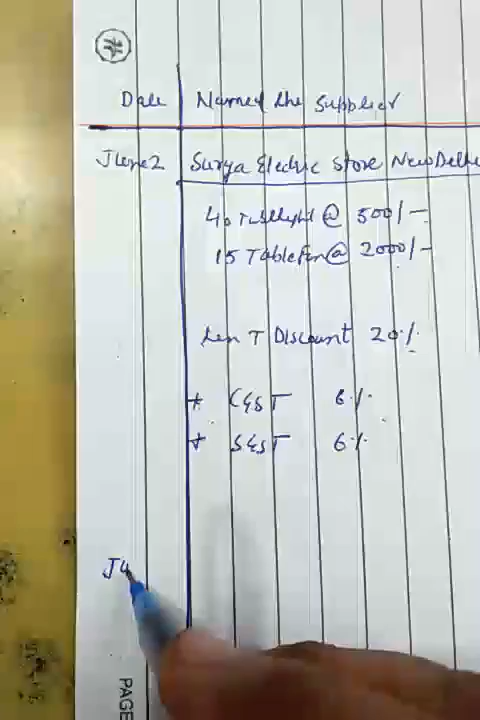 Date Name of the Supplier
June 2 Surya Electric Store New Delhi
40 Tubelight @ 500/-
15 Table Fan @ 2000/-
Less T Discount 20%
+ CGST 6%
+ SGST 6%
Ju
PAGE